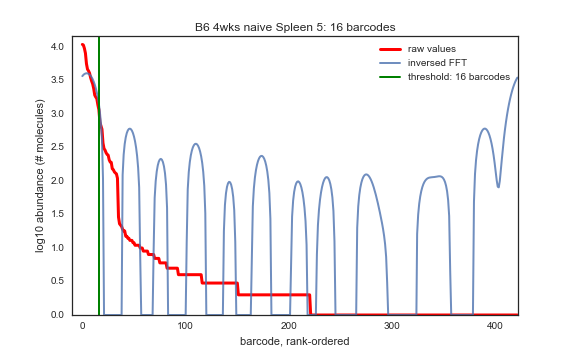 B6 4wks naive Spleen 5: 16 barcodes
raw values
inversed FFT
threshold: 16 barcodes
log10 abundance (# molecules)
4.0
3.5
3.0
2.5
2.0
1.5
1.0
0.5
0.0
0 100 200 300 400
barcode, rank-ordered